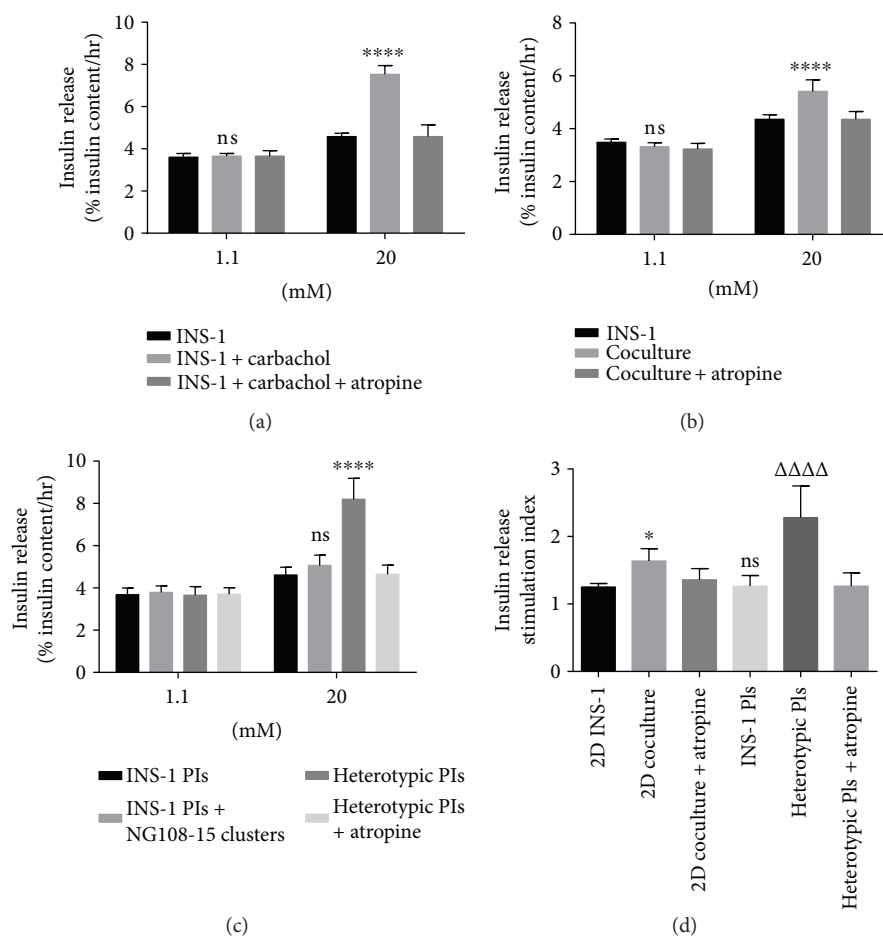 Insulin release
(% insulin content/hr)
10
8
6
4
2
0
ns
****
1.1
20
(mM)
INS-1
INS-1 + carbachol
INS-1 + carbachol + atropine
(a)
Insulin release
(% insulin content/hr)
8
6
4
2
0
ns
****
1.1
20
(mM)
INS-1
Coculture
Coculture + atropine
(b)
Insulin release
(% insulin content/hr)
10
8
6
4
2
0
ns
****
1.1
20
(mM)
INS-1 PIs
INS-1 PIs +
NG108-15 clusters
Heterotypic PIs
Heterotypic PIs
+ atropine
(c)
Insulin release
stimulation index
3
2
1
0
*
ns
ΔΔΔΔ
2D INS-1
2D coculture
2D coculture + atropine
INS-1 PIs
Heterotypic PIs
Heterotypic PIs + atropine
(d)